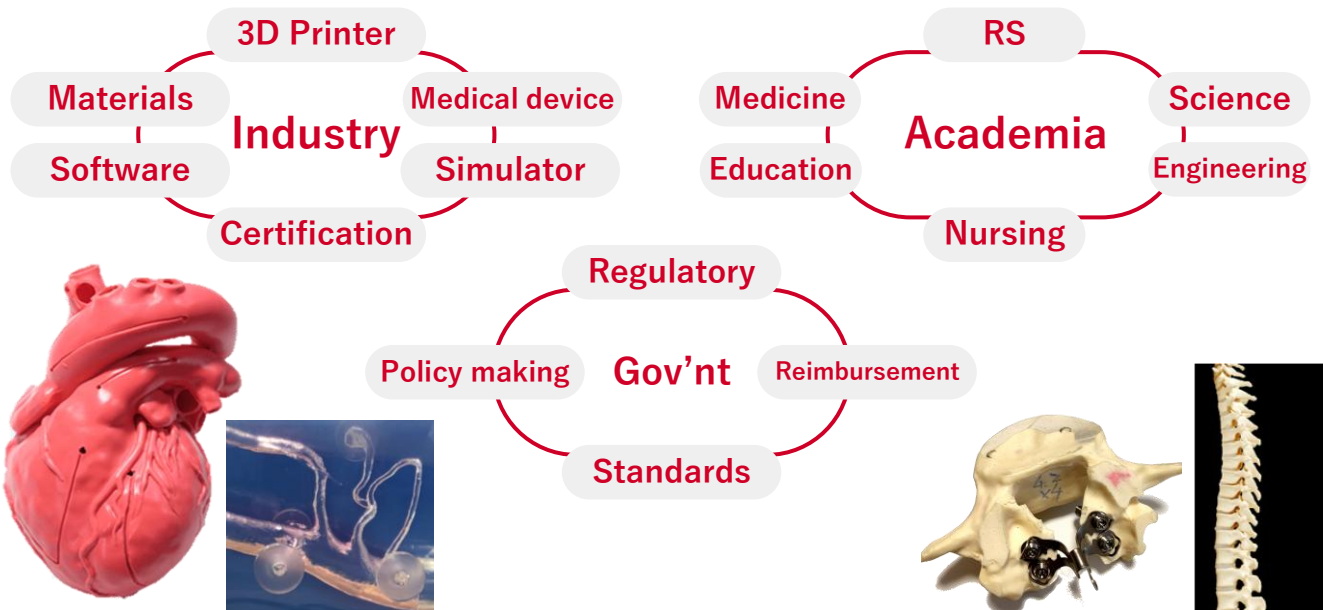 3D Printer
Materials
Medical device
Industry
Software
Simulator
Certification
RS
Medicine
Science
Academia
Education
Engineering
Nursing
Regulatory
Policy making
Gov'nt
Reimbursement
Standards